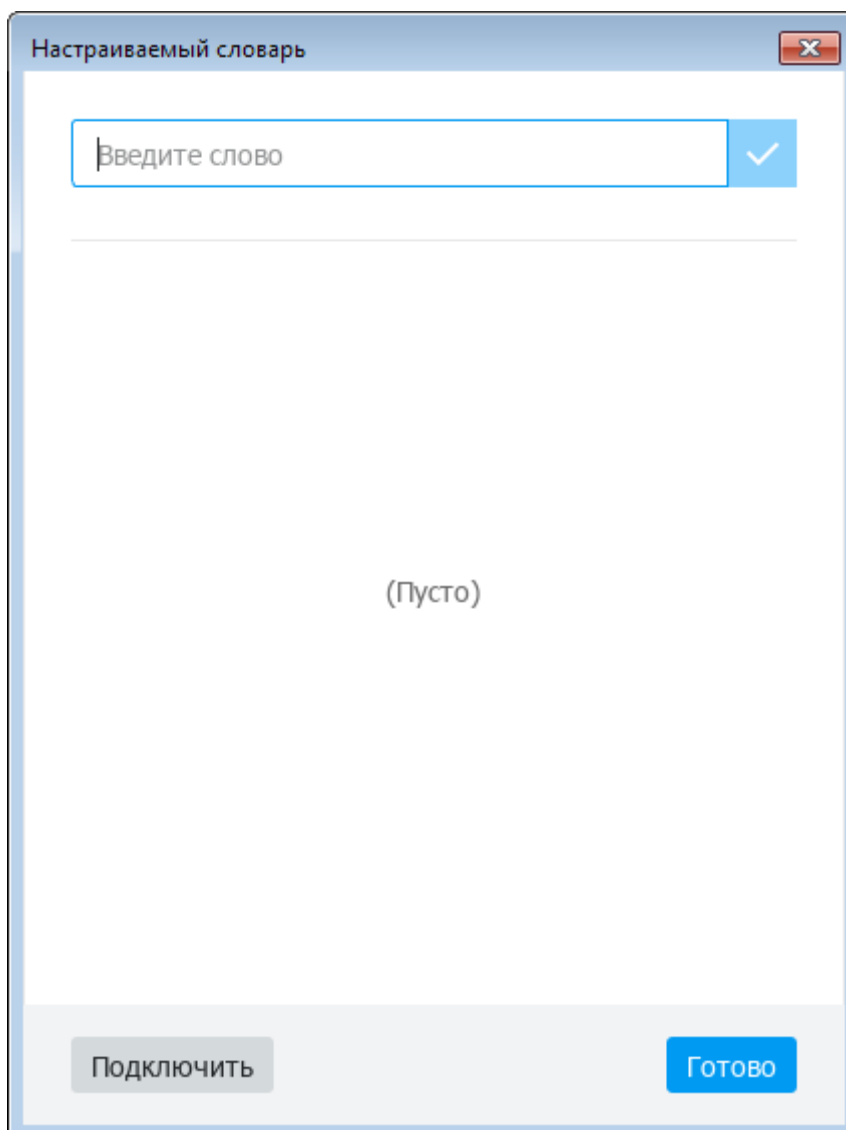 Настраиваемый словарь
Введите слово
(Пусто)
Подключить
Готово